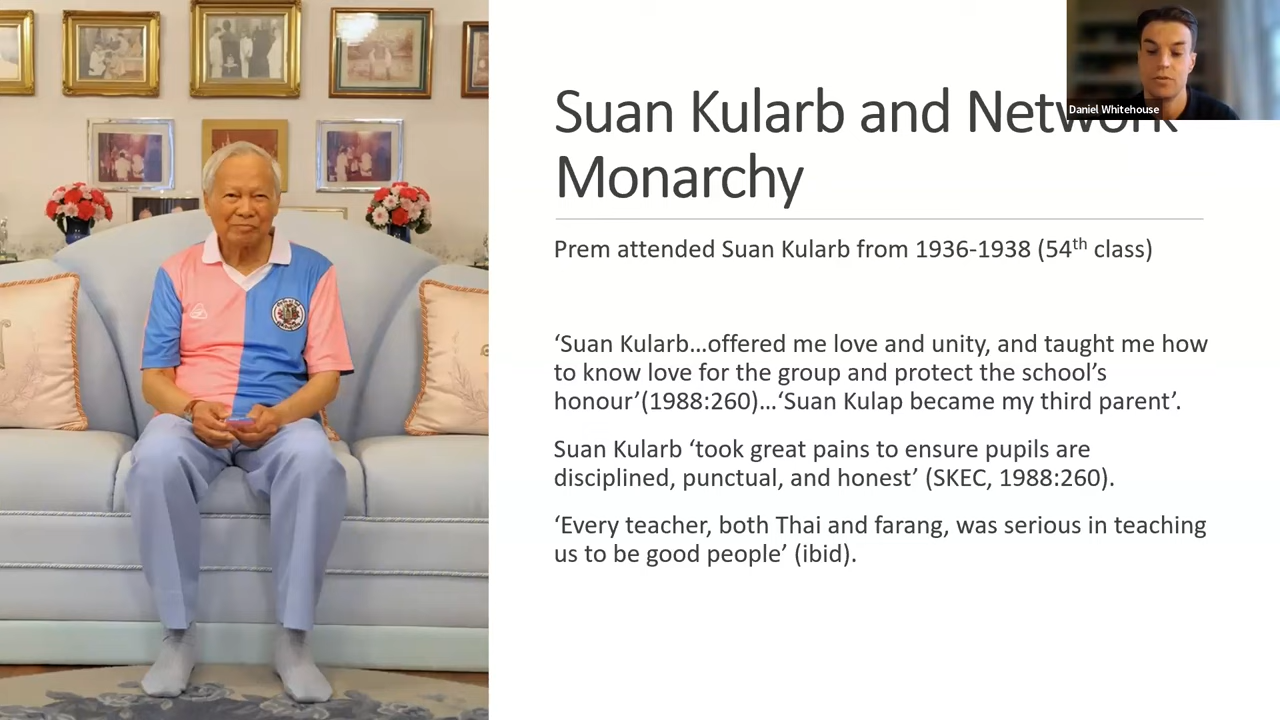 Suan Kularb and Network
Monarchy
Daniel Whitehouse
Prem attended Suan Kularb from 1936-1938 (54th class)
‘Suan Kularb…offered me love and unity, and taught me how
to know love for the group and protect the school’s
honour’(1988:260)…‘Suan Kulap became my third parent’.
Suan Kularb ‘took great pains to ensure pupils are
disciplined, punctual, and honest’ (SKEC, 1988:260).
‘Every teacher, both Thai and farang, was serious in teaching
us to be good people’ (ibid).